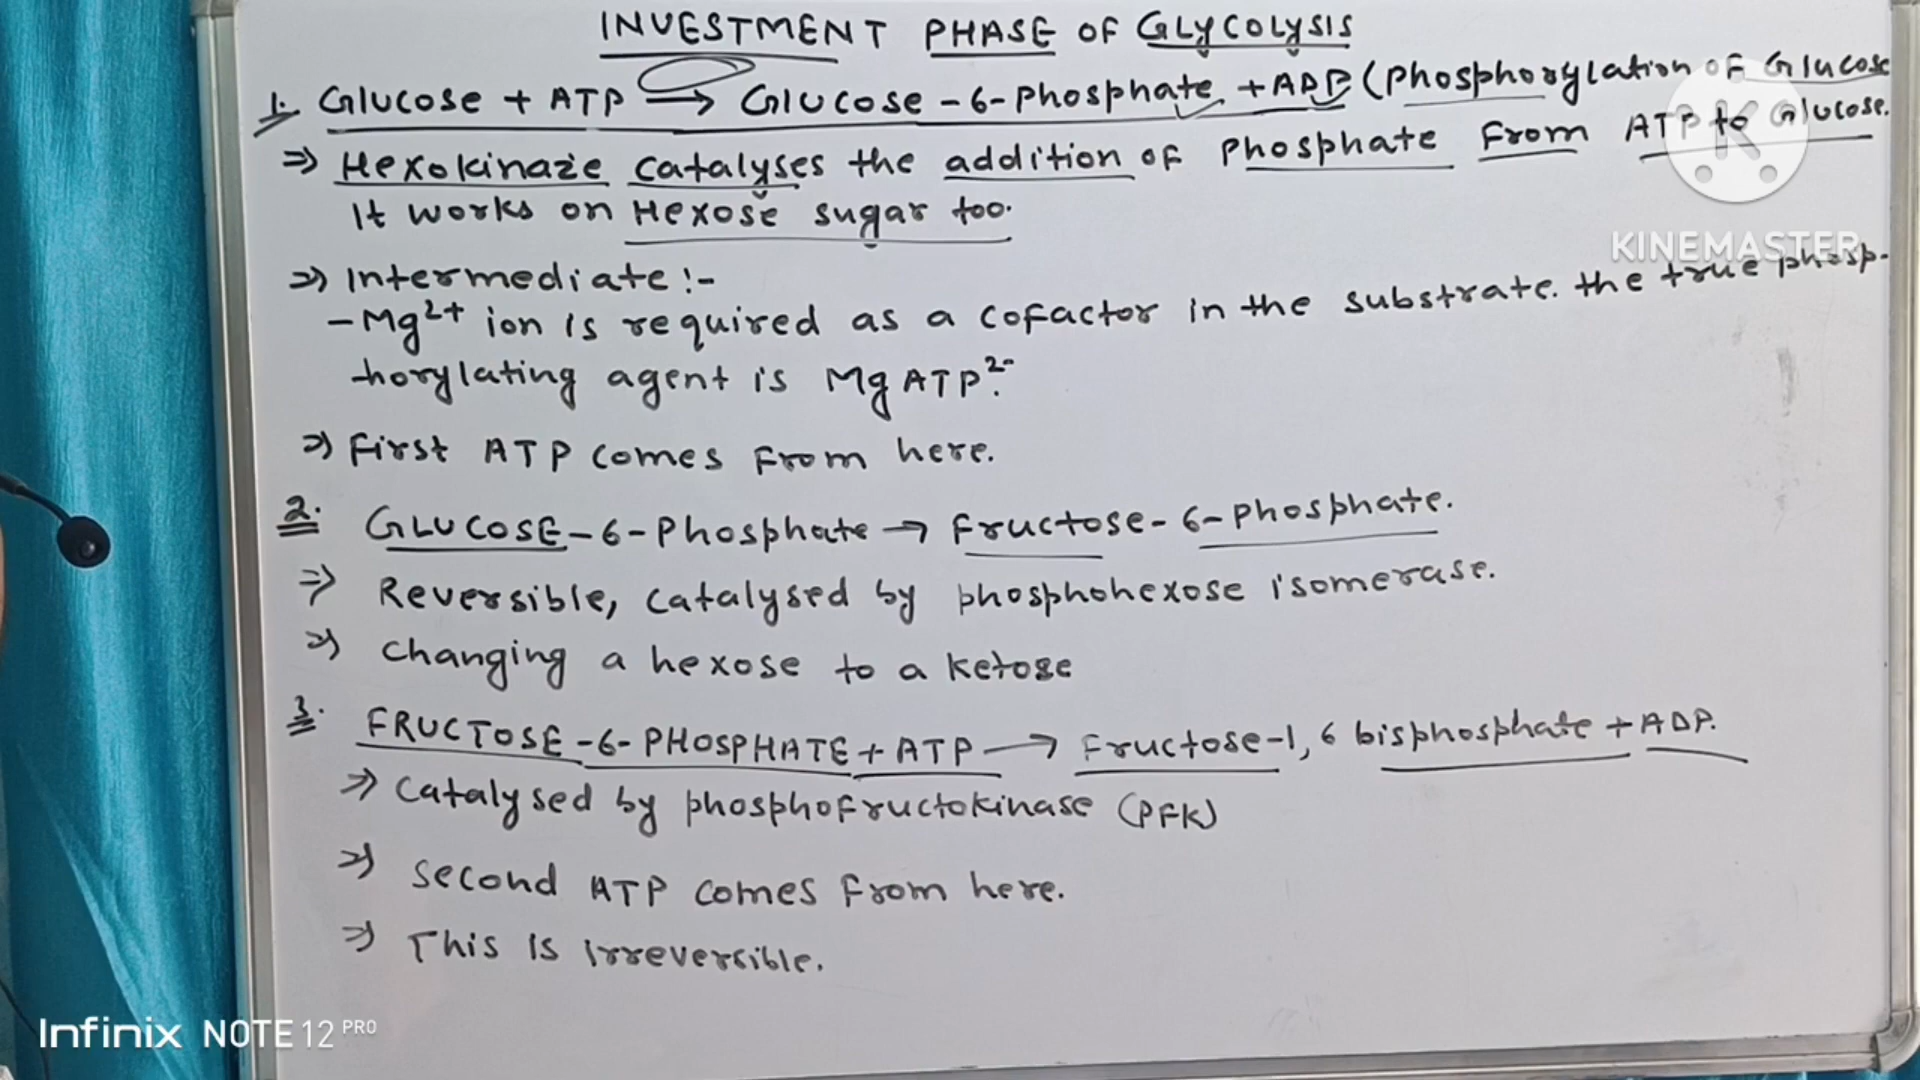 INVESTMENT PHASE OF GLYCOLYSIS
1. Glucose + ATP → Glucose-6-phosphate + ADP (Phosphorylation of Glucose
⇒ Hexokinaze catalyses the addition of Phosphate From ATP to Glucose.
It works on Hexose sugar too.
⇒ Intermediate :-
- Mg2+ ion is required as a cofactor in the substrate. the true phosp-
horylating agent is MgATP2-.
⇒ First ATP comes From here.
2. GLUCOSE-6-Phosphate → Fructose-6-Phosphate.
⇒ Reversible, catalysed by phosphohexose isomerase.
⇒ Changing a hexose to a ketose
3. FRUCTOSE-6-PHOSPHATE + ATP → Fructose-1, 6 bisphosphate + ADP.
⇒ Catalysed by phosphofructokinase (PFK)
⇒ Second ATP comes From here.
⇒ This is irreversible.
KINEMASTER
Infinix NOTE 12 PRO